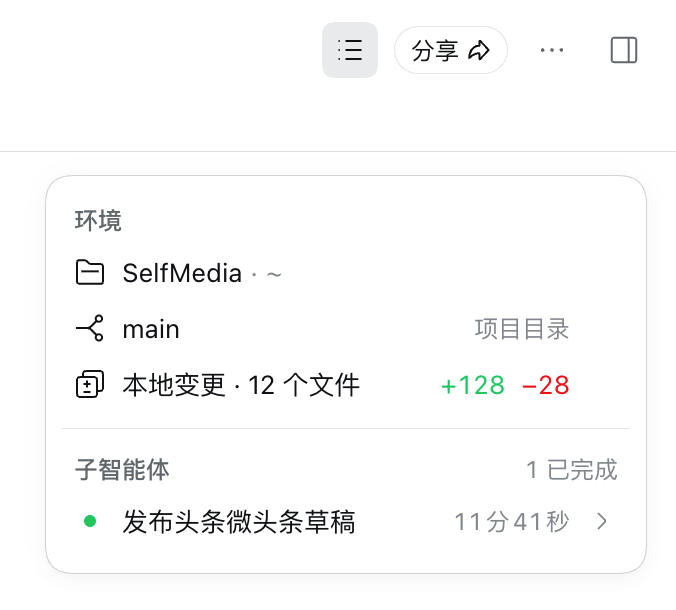 分享
环境
SelfMedia · ~
main 项目目录
本地变更 · 12 个文件 +128 −28
子智能体 1 已完成
发布头条微头条草稿 11分41秒